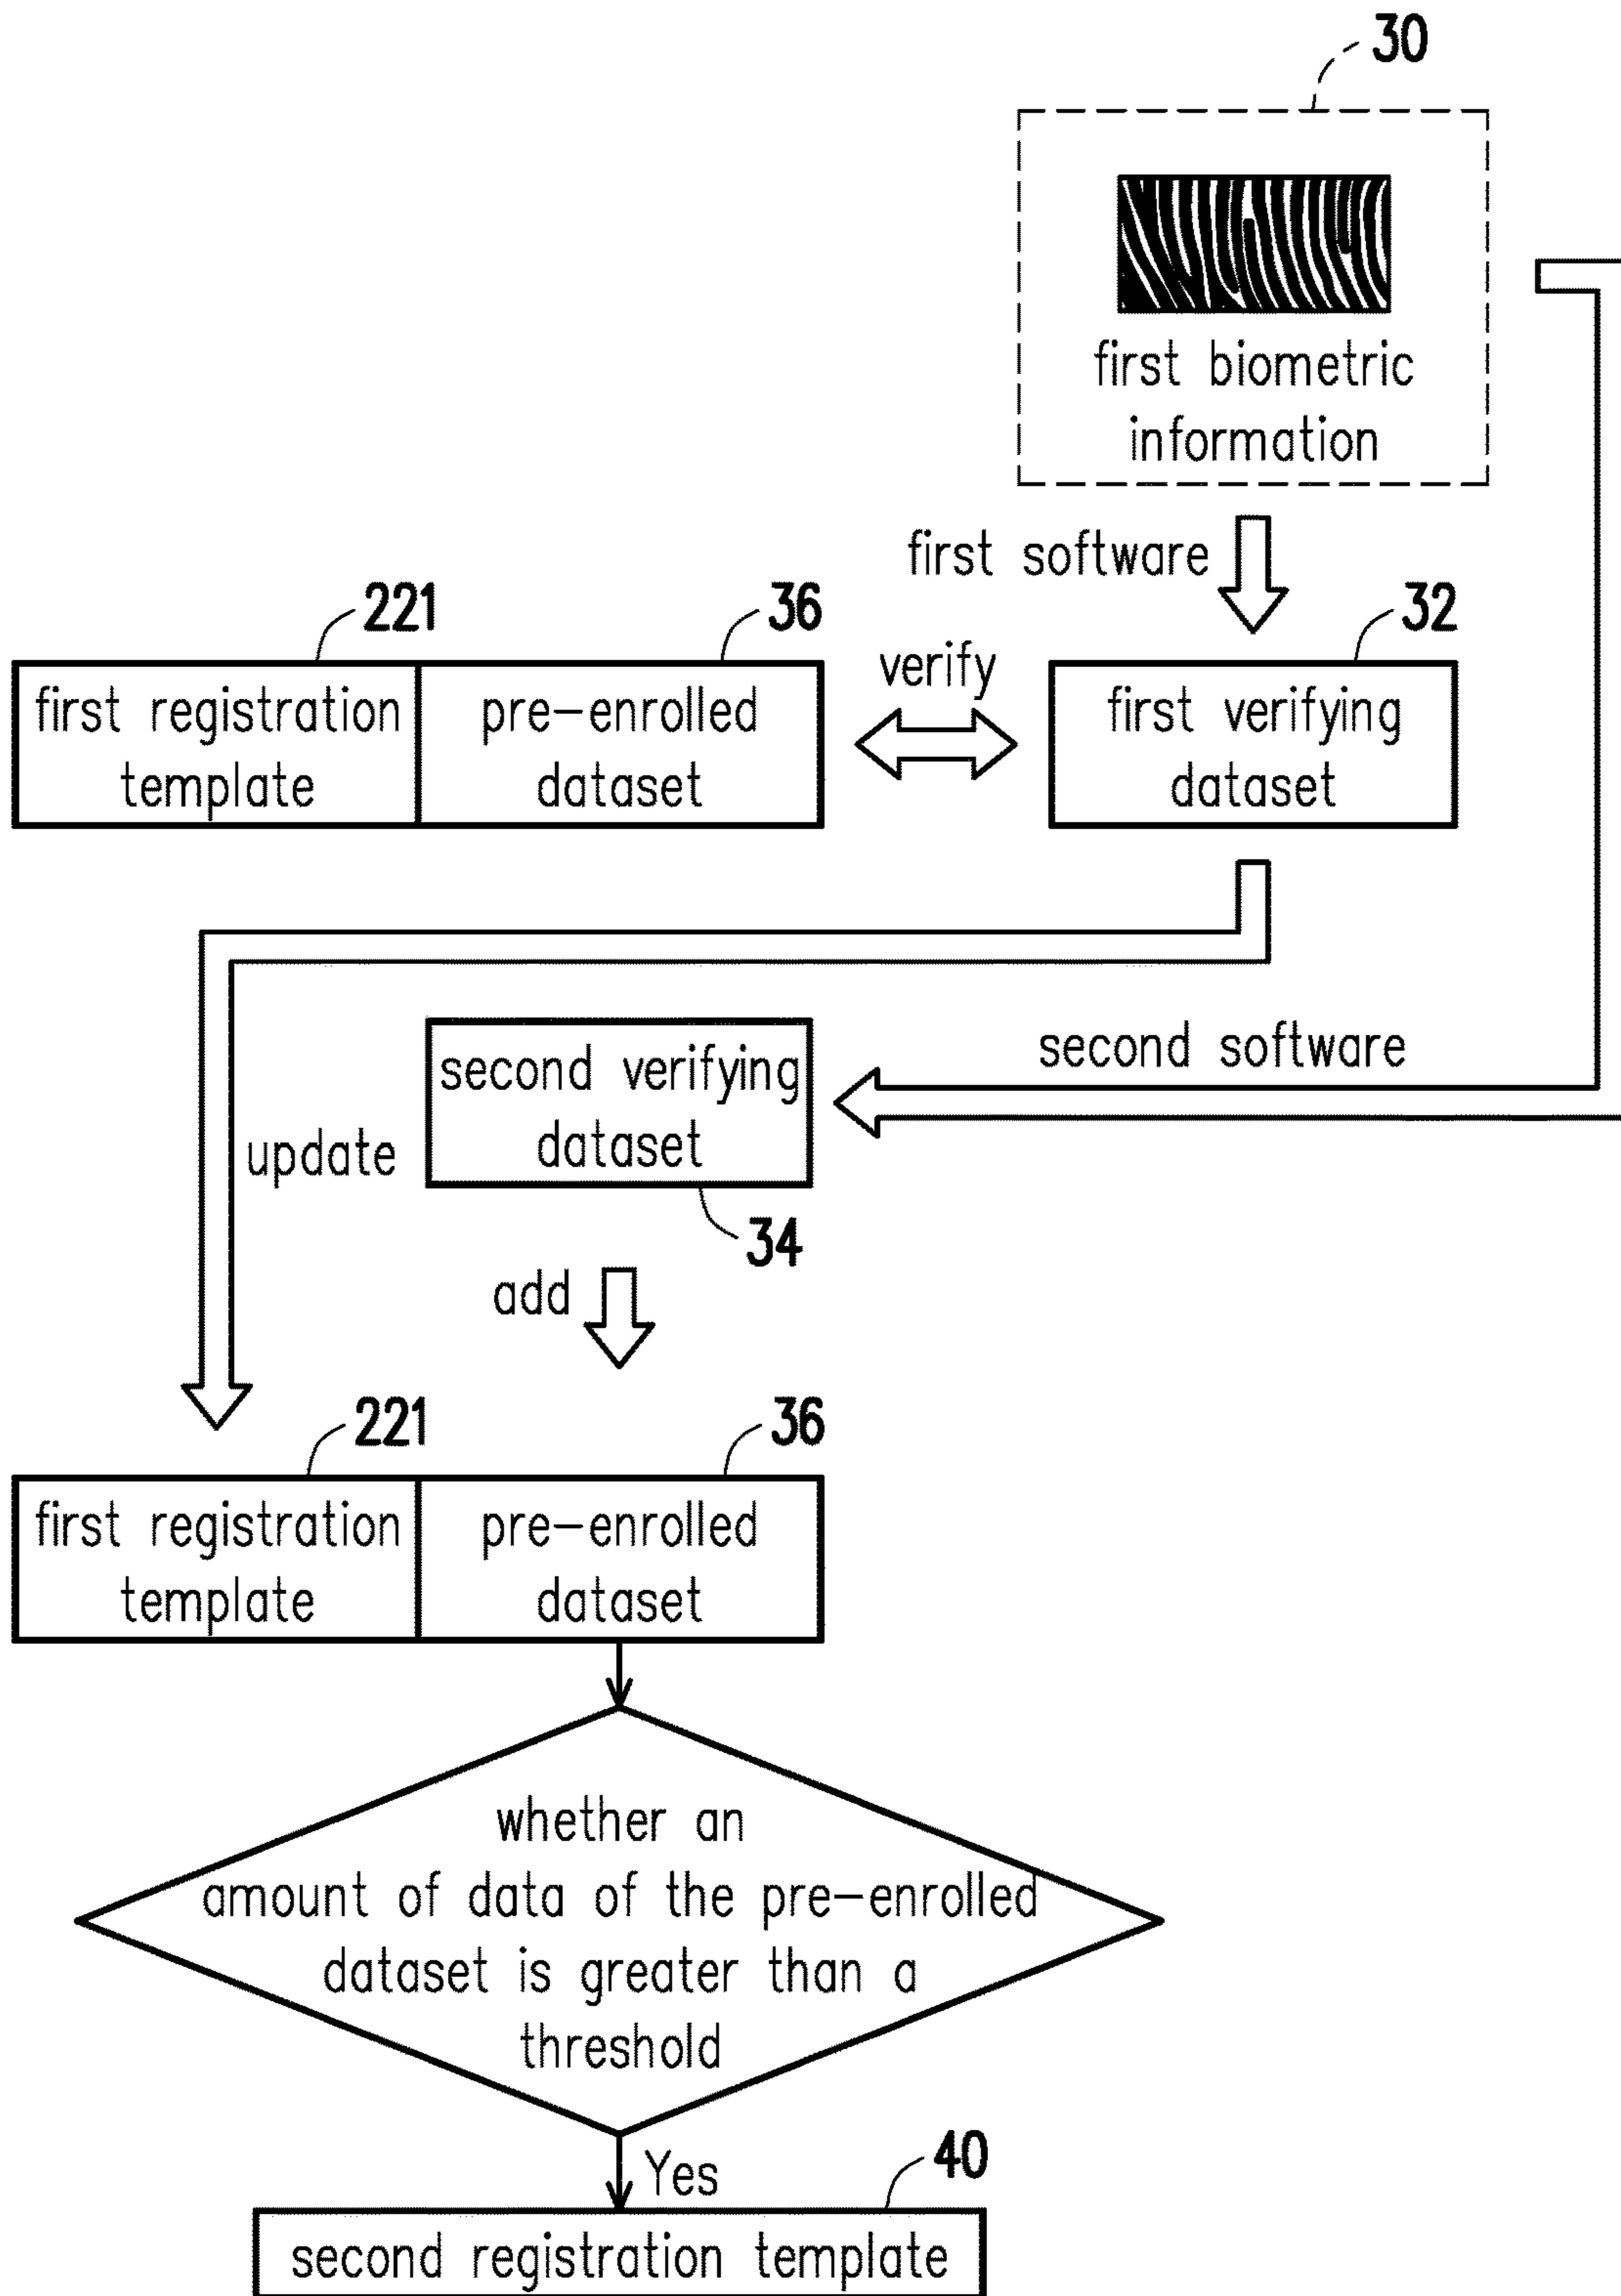 30
first biometric
information
first software
221
36
32
first registration
template
pre-enrolled
dataset
verify
first verifying
dataset
second verifying
dataset
second software
34
update
add
221
36
first registration
template
pre-enrolled
dataset
whether an
amount of data of the pre-enrolled
dataset is greater than a
threshold
Yes
40
second registration template